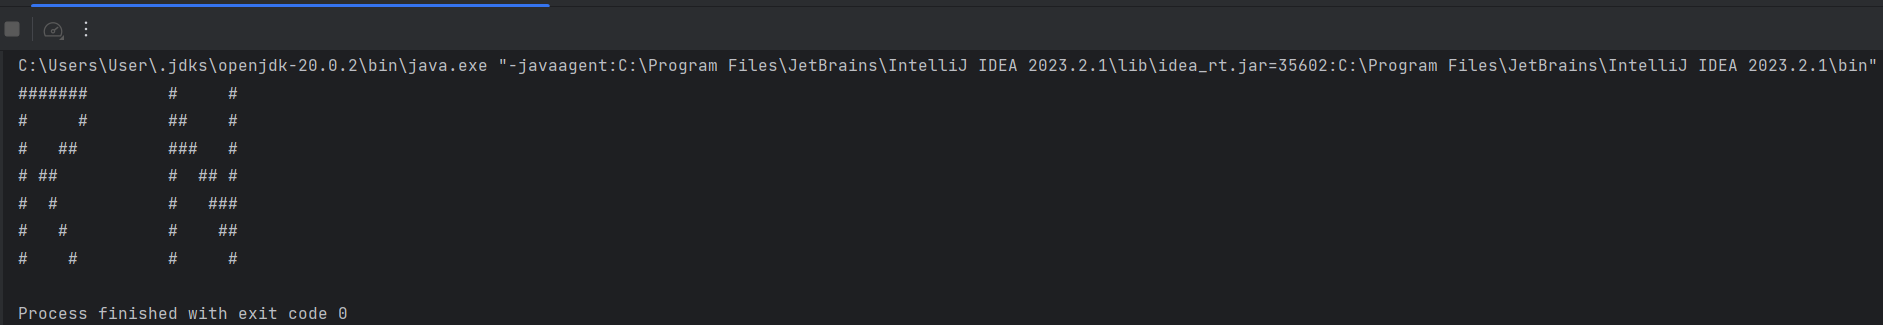 C:\Users\User\.jdks\openjdk-20.0.2\bin\java.exe "-javaagent:C:\Program Files\JetBrains\IntelliJ IDEA 2023.2.1\lib\idea_rt.jar=35602:C:\Program Files\JetBrains\IntelliJ IDEA 2023.2.1\bin"
#######        #     #
#     #        ##    #
#   ##         ###   #
# ##           #  ## #
#  #           #   ###
#   #          #    ##
#    #         #     #
Process finished with exit code 0